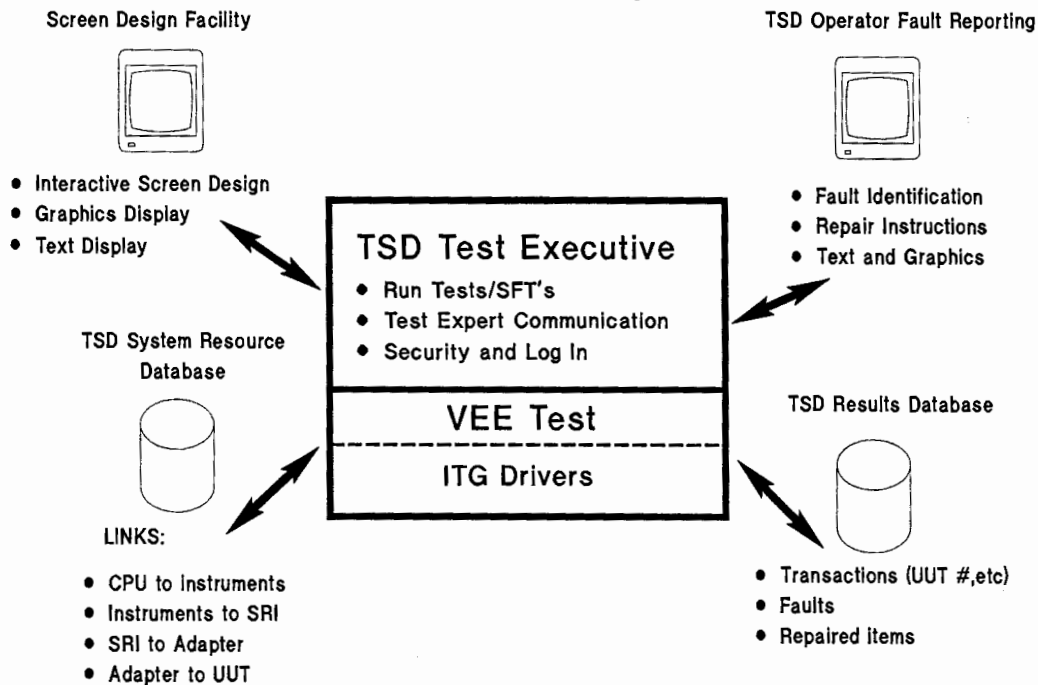 Screen Design Facility
• Interactive Screen Design
• Graphics Display
• Text Display
TSD Operator Fault Reporting
• Fault Identification
• Repair Instructions
• Text and Graphics
TSD Test Executive
• Run Tests/SFT's
• Test Expert Communication
• Security and Log In
VEE Test
ITG Drivers
TSD System Resource
Database
LINKS:
• CPU to Instruments
• Instruments to SRI
• SRI to Adapter
• Adapter to UUT
TSD Results Database
• Transactions (UUT #,etc)
• Faults
• Repaired items